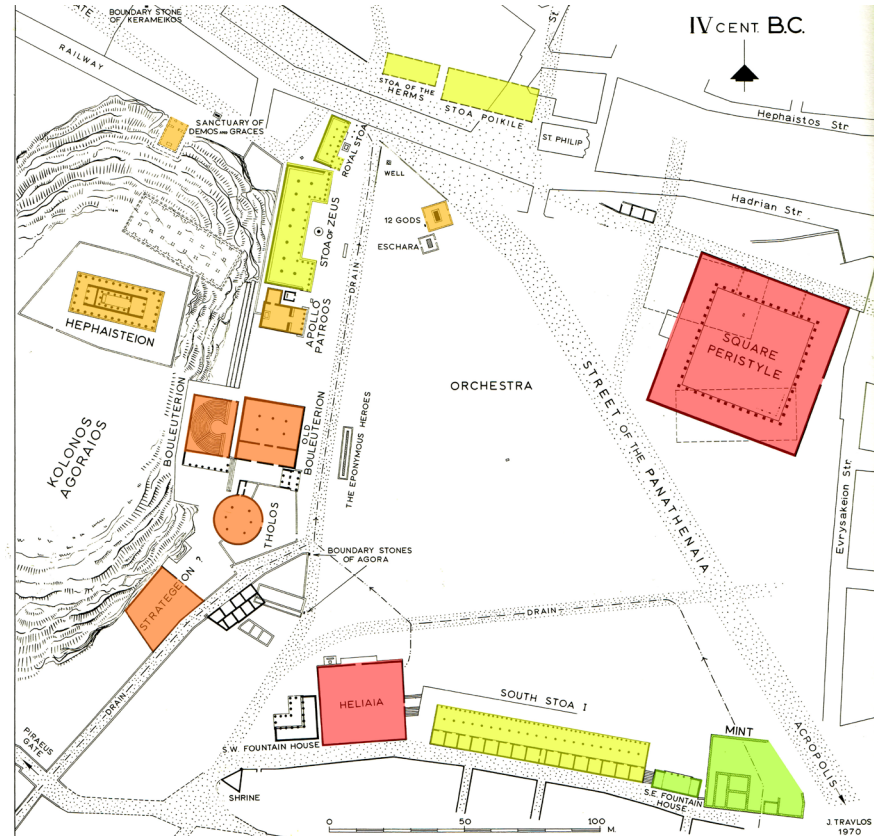 BOUNDARY STONE
OF KERAMEIKOS
GATE
St.
IV CENT. B.C.
RAILWAY
STOA OF THE
HERMS
STOA POIKILE
Hephaistos Str
SANCTUARY OF
DEMOS AND GRACES
ROYAL STOA
ST. PHILIP
WELL
Hadrian Str.
12 GODS
ESCHARA
STOA OF ZEUS
DRAIN
HEPHAISTEION
APOLLO
PATROOS
SQUARE
PERISTYLE
ORCHESTRA
STREET OF THE PANATHENAIA
KOLONOS
AGORAIOS
BOULEUTERION
OLD
BOULEUTERION
THE EPONYMOUS HEROES
Evrysakeion Str.
THOLOS
BOUNDARY STONES
OF AGORA
STRATEGEION ?
DRAIN
DRAIN
HELIAIA
SOUTH STOA I
MINT
ACROPOLIS
PIRAEUS
GATE
S.W. FOUNTAIN HOUSE
SHRINE
S.E. FOUNTAIN
HOUSE
0 50 100 M.
J. TRAVLOS
1970